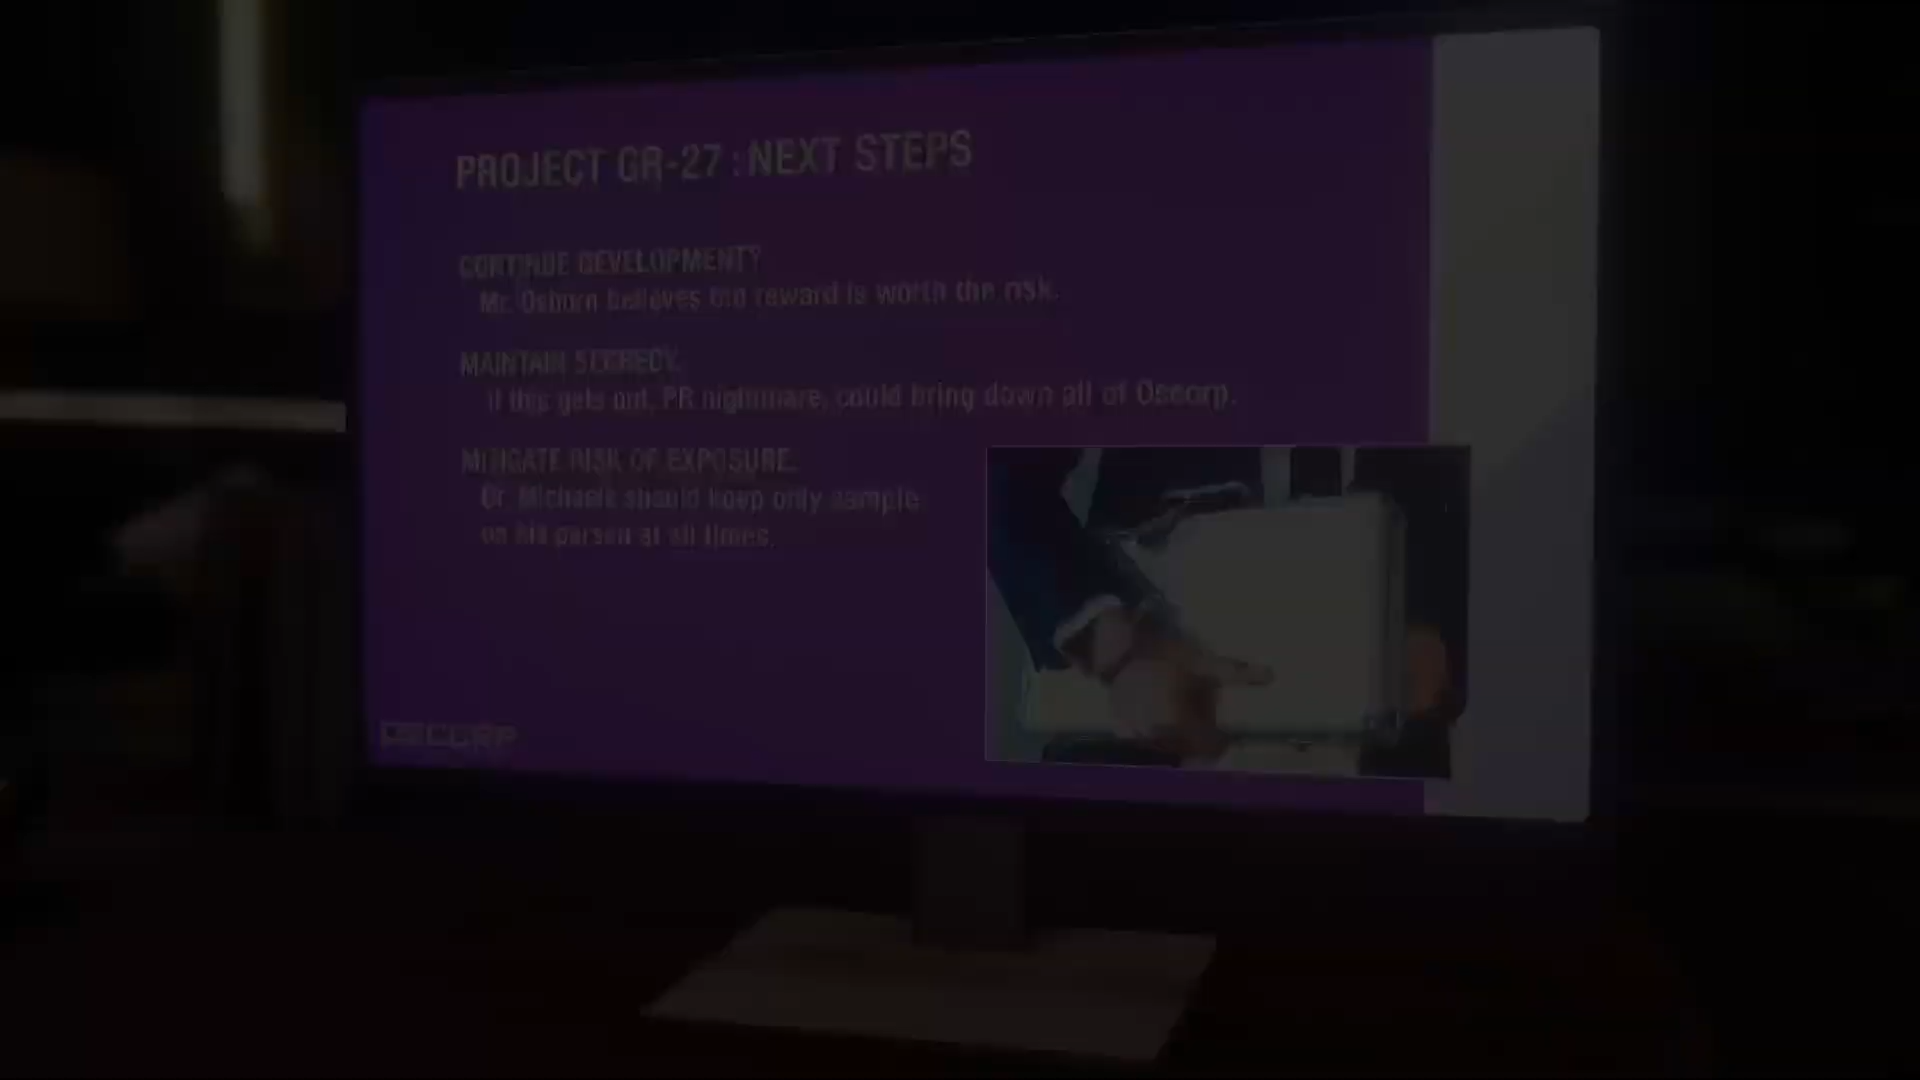 PROJECT GR-27 : NEXT STEPS
CONTINUE DEVELOPMENT?
Mr. Osborn believes the reward is worth the risk.
MAINTAIN SECRECY.
If this gets out, PR nightmare, could bring down all of Oscorp.
MITIGATE RISK OF EXPOSURE.
Dr. Michaels should keep only sample
on his person at all times.
OSCORP